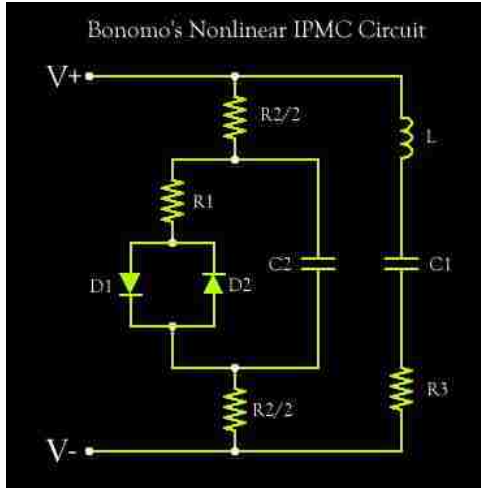 Bonomo's Nonlinear IPMC Circuit
V+
R2/2
L
R1
D1
D2
C2
C1
R3
R2/2
V-